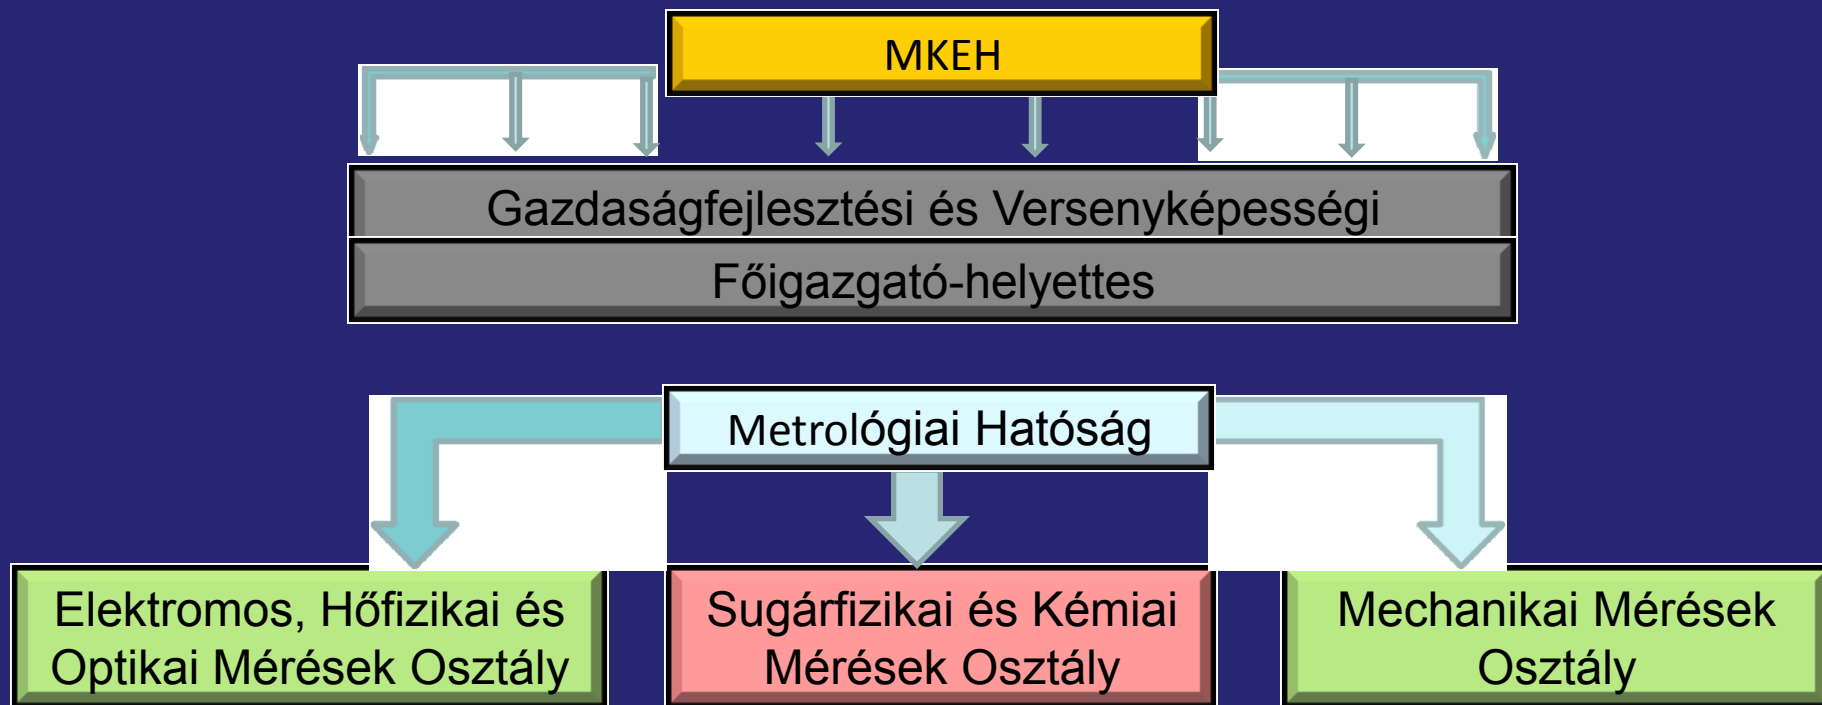 MKEH
Gazdaságfejlesztési és Versenyképességi
Főigazgató-helyettes
Metrológiai Hatóság
Elektromos, Hőfizikai és
Optikai Mérések Osztály
Sugárfizikai és Kémiai
Mérések Osztály
Mechanikai Mérések
Osztály